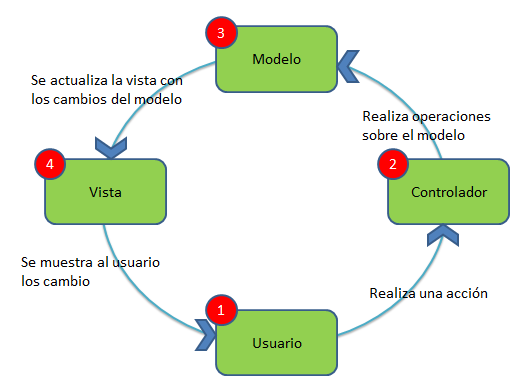 3
Modelo
Se actualiza la vista con
los cambios del modelo
Realiza operaciones
sobre el modelo
4
Vista
2
Controlador
Se muestra al usuario
los cambio
Realiza una acción
1
Usuario